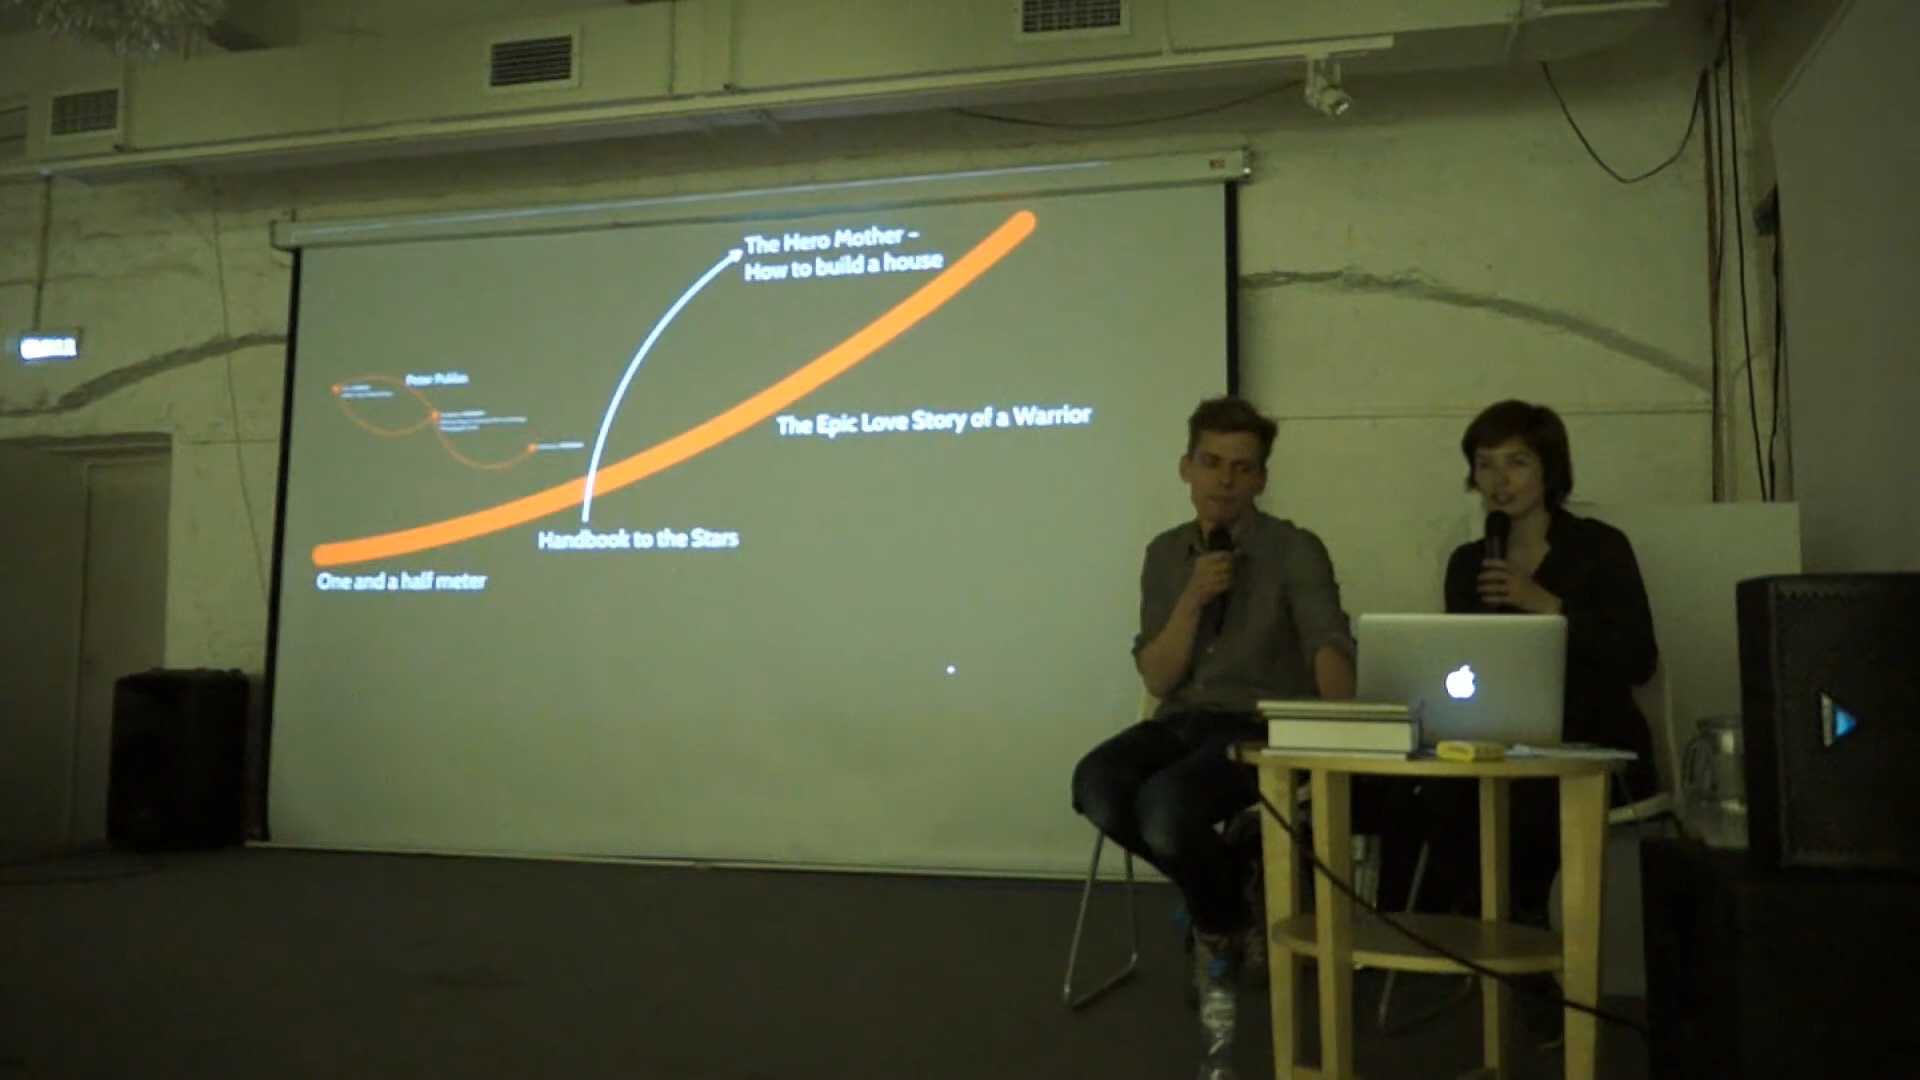 The Hero Mother –
How to build a house
Peter Puklus
The Epic Love Story of a Warrior
Handbook to the Stars
One and a half meter